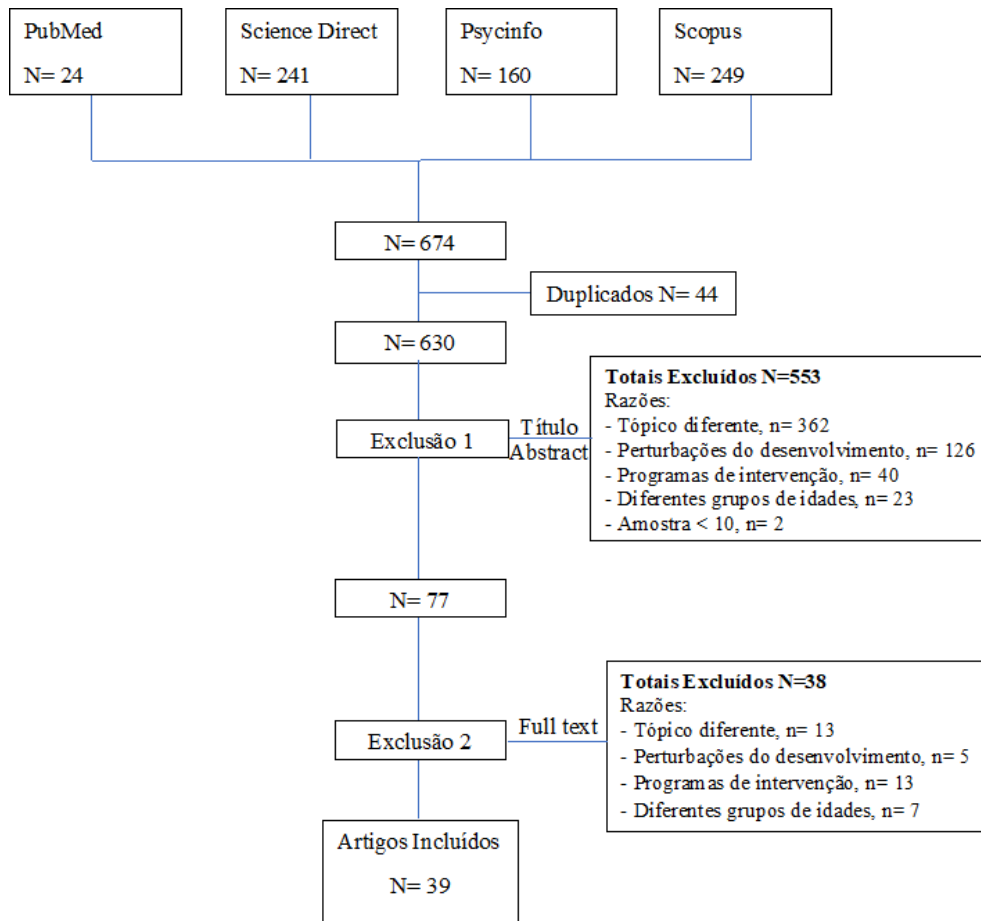 PubMed
N= 24
Science Direct
N= 241
Psycinfo
N= 160
Scopus
N= 249
N= 674
Duplicados N= 44
N= 630
Exclusão 1
Título
Abstract
Totais Excluídos N=553
Razões:
- Tópico diferente, n= 362
- Perturbações do desenvolvimento, n= 126
- Programas de intervenção, n= 40
- Diferentes grupos de idades, n= 23
- Amostra < 10, n= 2
N= 77
Exclusão 2
Full text
Totais Excluídos N=38
Razões:
- Tópico diferente, n= 13
- Perturbações do desenvolvimento, n= 5
- Programas de intervenção, n= 13
- Diferentes grupos de idades, n= 7
Artigos Incluídos
N= 39